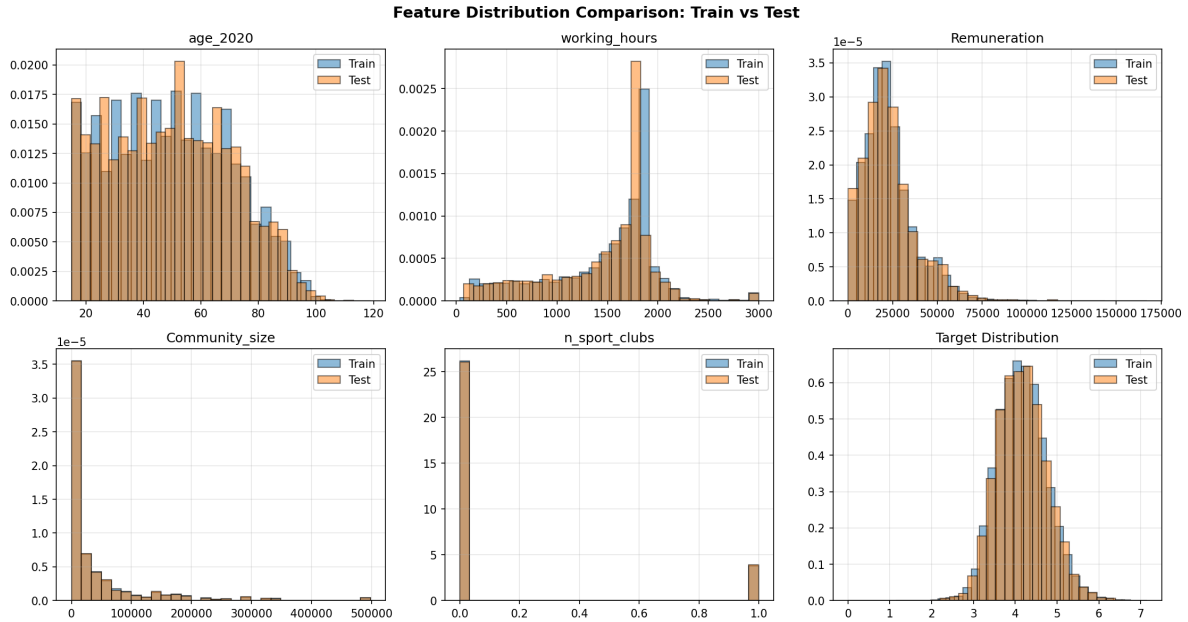 Feature Distribution Comparison: Train vs Test
age_2020
0.0200
0.0175
0.0150
0.0125
0.0100
0.0075
0.0050
0.0025
0.0000
20 40 60 80 100 120
Train
Test
working_hours
0.0025
0.0020
0.0015
0.0010
0.0005
0.0000
0 500 1000 1500 2000 2500 3000
Train
Test
Remuneration
1e−5
3.5
3.0
2.5
2.0
1.5
1.0
0.5
0.0
0 25000 50000 75000 100000 125000 150000 175000
Train
Test
Community_size
1e−5
3.5
3.0
2.5
2.0
1.5
1.0
0.5
0.0
0 100000 200000 300000 400000 500000
Train
Test
n_sport_clubs
25
20
15
10
5
0
0.0 0.2 0.4 0.6 0.8 1.0
Train
Test
Target Distribution
0.6
0.5
0.4
0.3
0.2
0.1
0.0
0 1 2 3 4 5 6 7
Train
Test